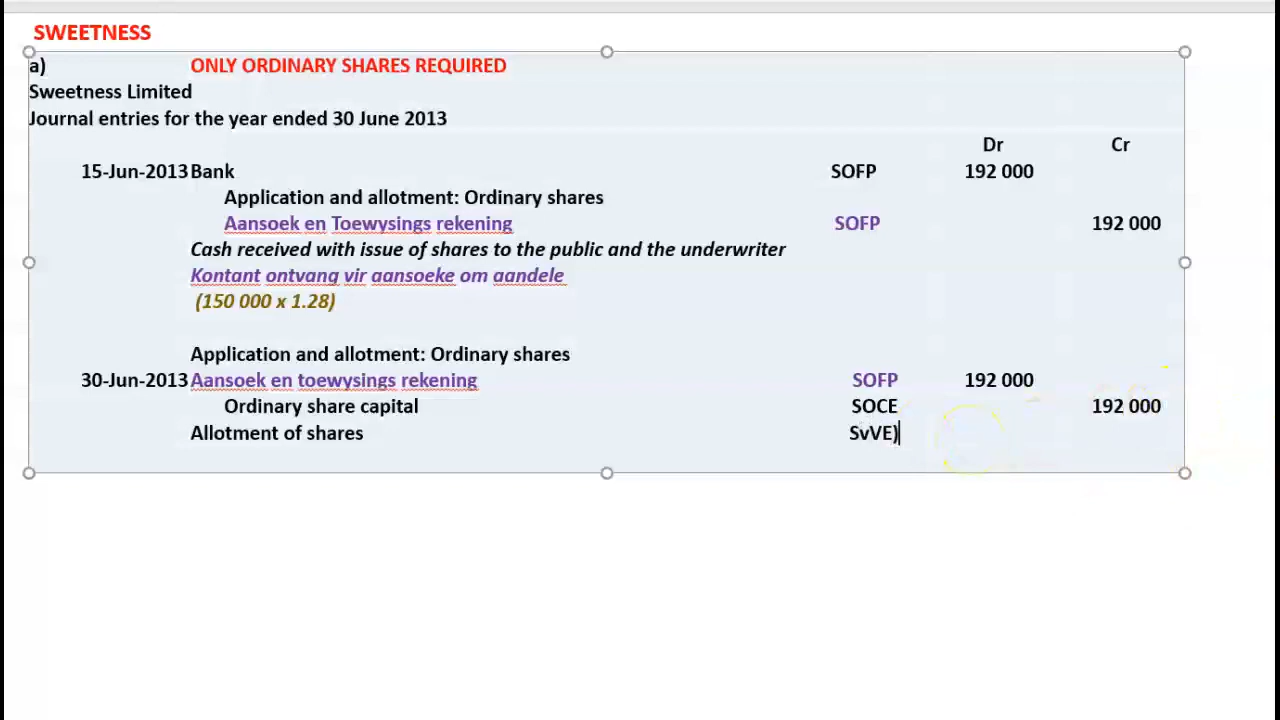 SWEETNESS
a) ONLY ORDINARY SHARES REQUIRED
Sweetness Limited
Journal entries for the year ended 30 June 2013
Dr Cr
15-Jun-2013 Bank SOFP 192 000
Application and allotment: Ordinary shares
Aansoek en Toewysings rekening SOFP 192 000
Cash received with issue of shares to the public and the underwriter
Kontant ontvang vir aansoeke om aandele
(150 000 x 1.28)
Application and allotment: Ordinary shares
30-Jun-2013 Aansoek en toewysings rekening SOFP 192 000
Ordinary share capital SOCE 192 000
Allotment of shares SvVE)